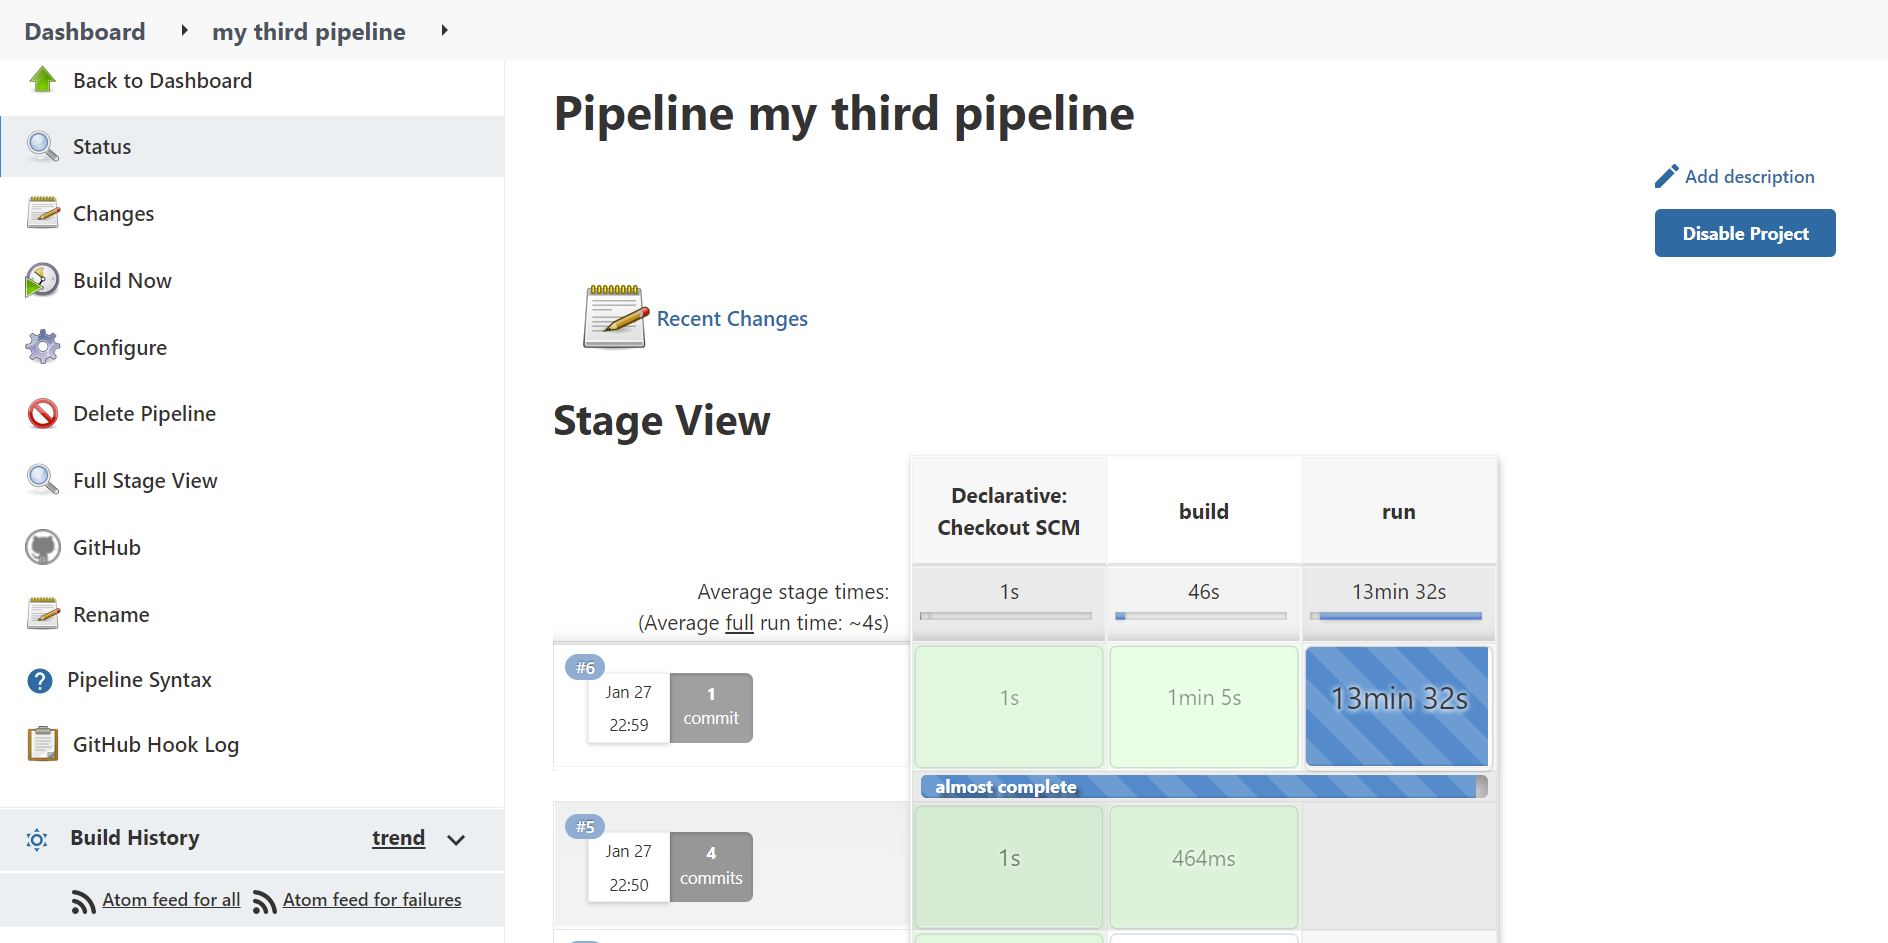 Dashboard
my third pipeline
Back to Dashboard
Status
Changes
Build Now
Configure
Delete Pipeline
Full Stage View
GitHub
Rename
Pipeline Syntax
GitHub Hook Log
Build History
trend
Atom feed for all
Atom feed for failures
Pipeline my third pipeline
Add description
Disable Project
Recent Changes
Stage View
Declarative:
Checkout SCM
build
run
Average stage times:
(Average full run time: ~4s)
1s
46s
13min 32s
#6
Jan 27
22:59
1
commit
1s
1min 5s
13min 32s
almost complete
#5
Jan 27
22:50
4
commits
1s
464ms